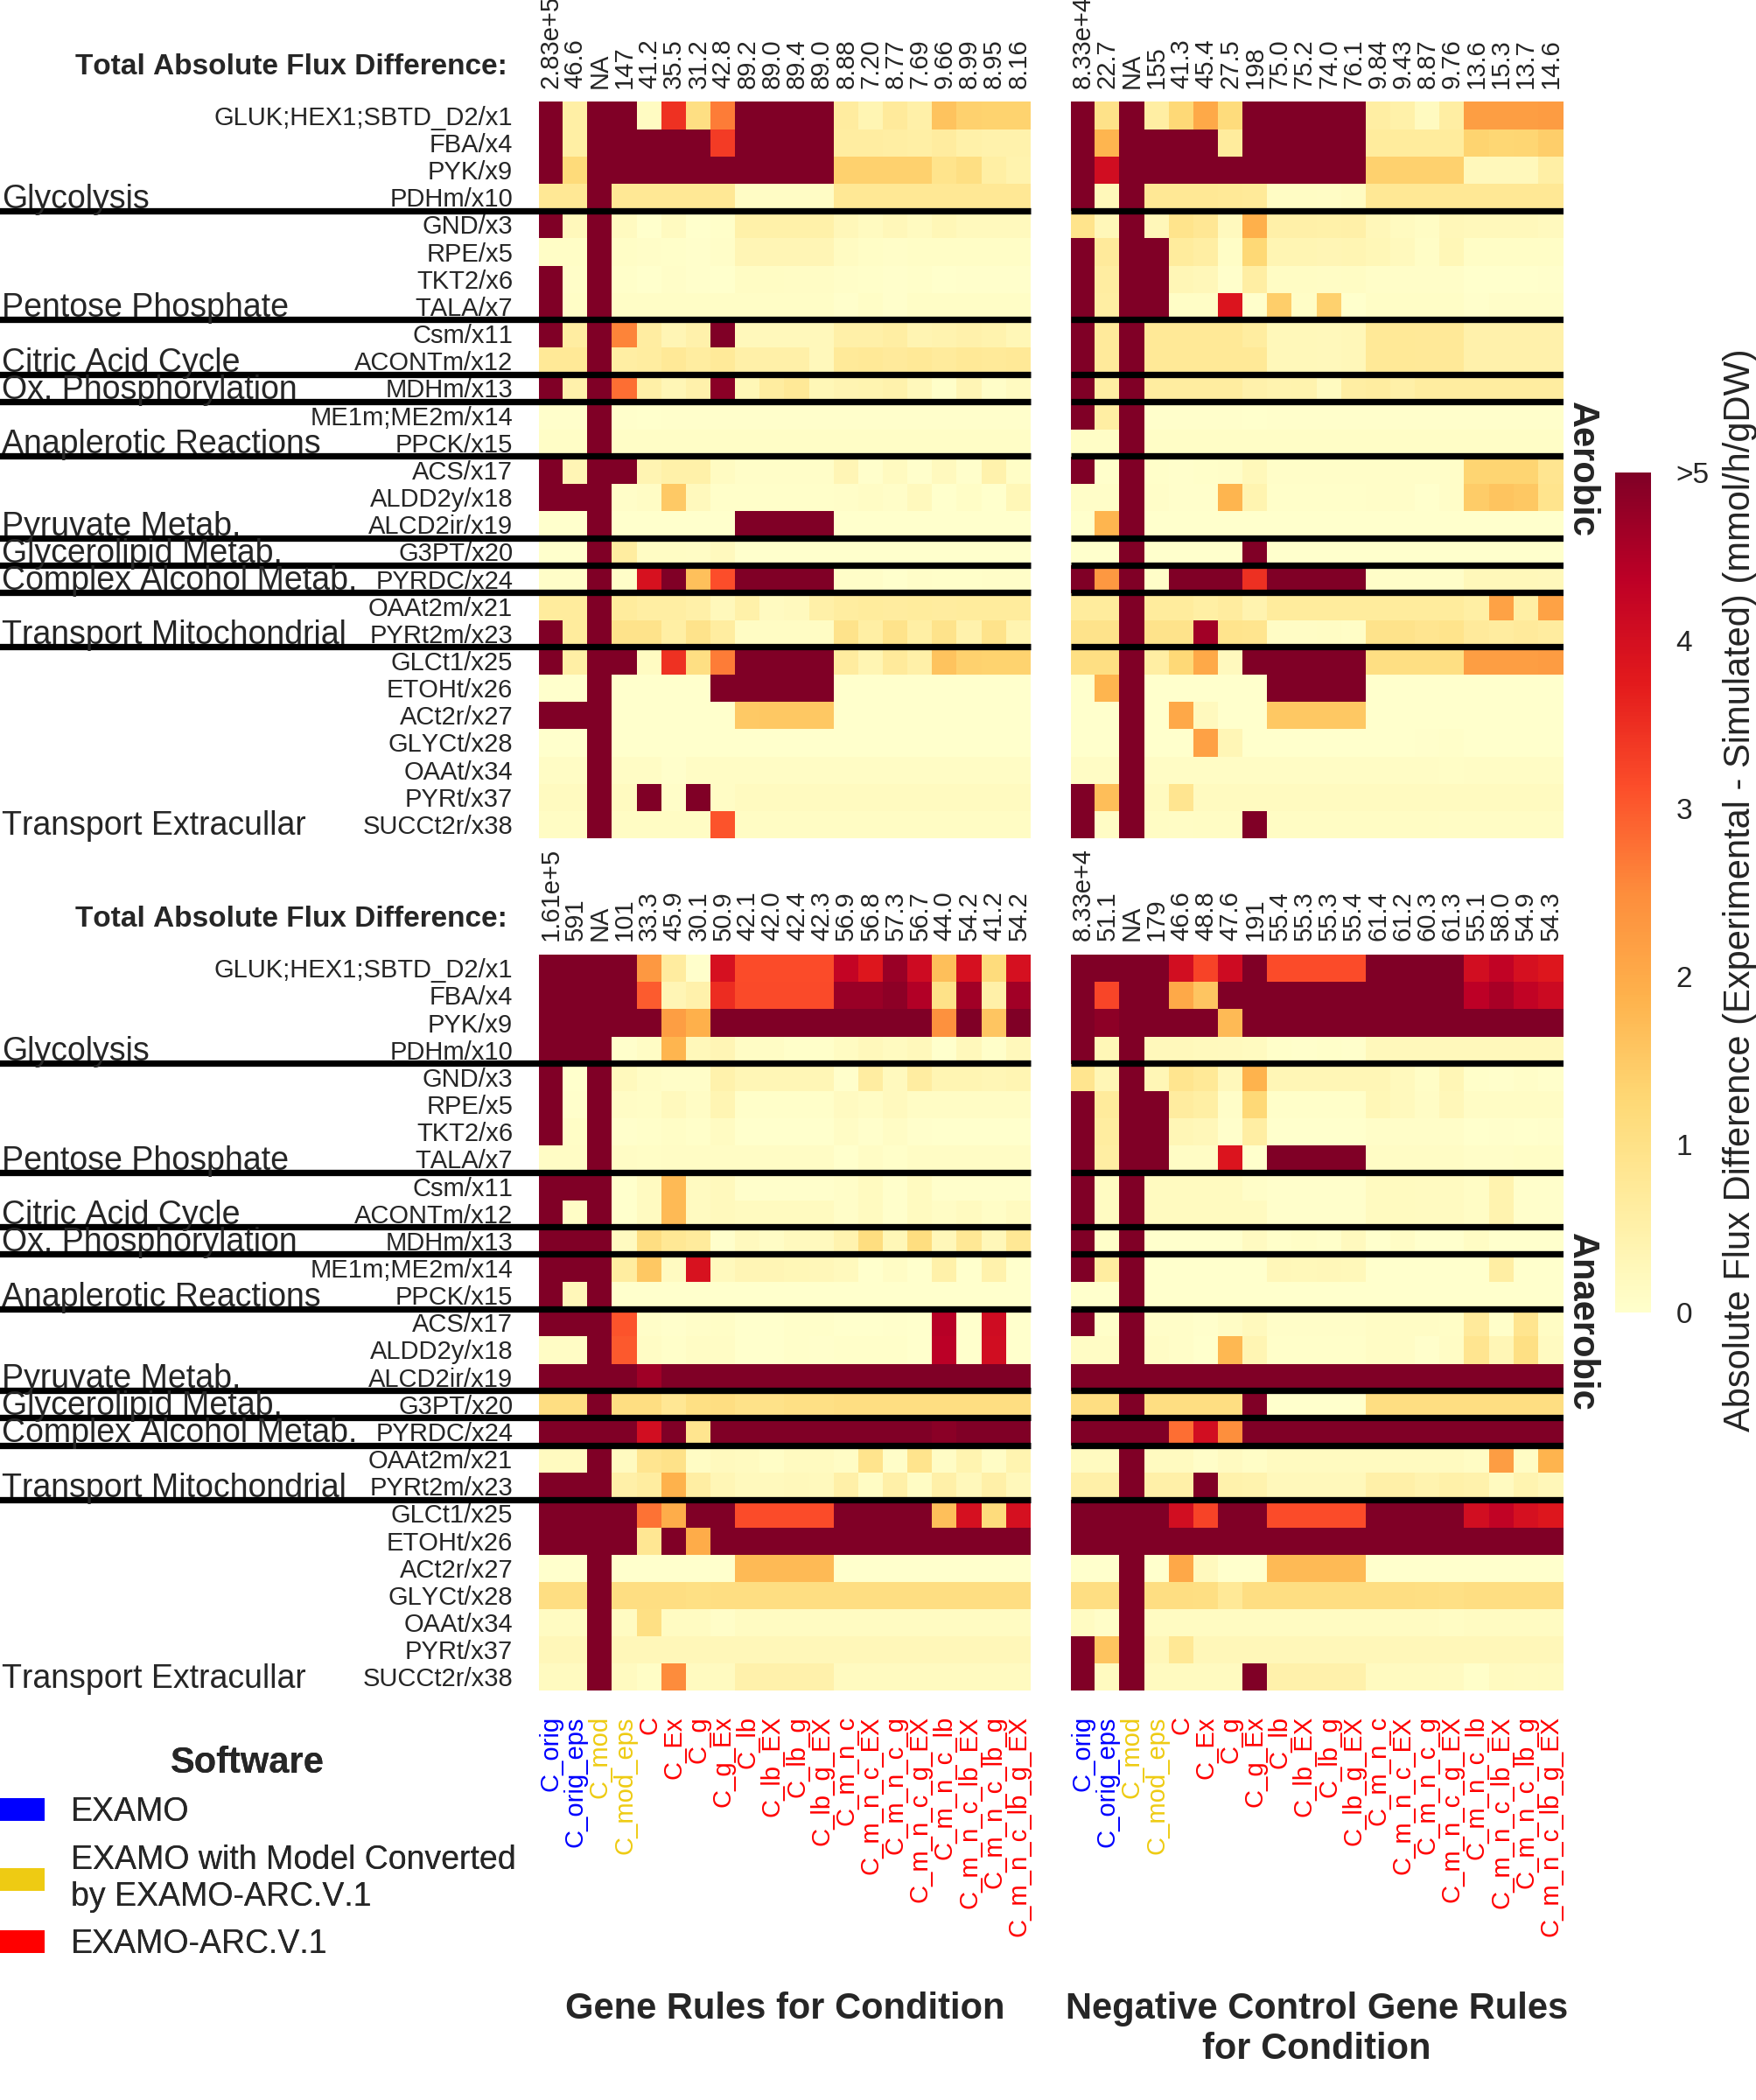 Total Absolute Flux Difference:
2.83e+5 46.6 NA 147 41.2 35.5 31.2 42.8 89.2 89.0 89.4 89.0 8.88 7.20 8.77 7.69 9.66 8.99 8.95 8.16
8.33e+4 22.7 NA 155 41.3 45.4 27.5 198 75.0 75.2 74.0 76.1 9.84 9.43 8.87 9.76 13.6 15.3 13.7 14.6
GLUK;HEX1;SBTD_D2/x1
FBA/x4
PYK/x9
Glycolysis PDHm/x10
GND/x3
RPE/x5
TKT2/x6
Pentose Phosphate TALA/x7
Csm/x11
Citric Acid Cycle ACONTm/x12
Ox. Phosphorylation MDHm/x13
ME1m;ME2m/x14
Anaplerotic Reactions PPCK/x15
ACS/x17
ALDD2y/x18
Pyruvate Metab. ALCD2ir/x19
Glycerolipid Metab. G3PT/x20
Complex Alcohol Metab. PYRDC/x24
OAAt2m/x21
Transport Mitochondrial PYRt2m/x23
GLCt1/x25
ETOHt/x26
ACt2r/x27
GLYCt/x28
OAAt/x34
PYRt/x37
Transport Extracullar SUCCt2r/x38
Aerobic
Total Absolute Flux Difference:
1.61e+5 591 NA 101 33.3 45.9 30.1 50.9 42.1 42.0 42.4 42.3 56.9 56.8 57.3 56.7 44.0 54.2 41.2 54.2
8.33e+4 51.1 NA 179 46.6 48.8 47.6 191 55.4 55.3 55.3 55.4 61.4 61.2 60.3 61.3 55.1 58.0 54.9 54.3
GLUK;HEX1;SBTD_D2/x1
FBA/x4
PYK/x9
Glycolysis PDHm/x10
GND/x3
RPE/x5
TKT2/x6
Pentose Phosphate TALA/x7
Csm/x11
Citric Acid Cycle ACONTm/x12
Ox. Phosphorylation MDHm/x13
ME1m;ME2m/x14
Anaplerotic Reactions PPCK/x15
ACS/x17
ALDD2y/x18
Pyruvate Metab. ALCD2ir/x19
Glycerolipid Metab. G3PT/x20
Complex Alcohol Metab. PYRDC/x24
OAAt2m/x21
Transport Mitochondrial PYRt2m/x23
GLCt1/x25
ETOHt/x26
ACt2r/x27
GLYCt/x28
OAAt/x34
PYRt/x37
Transport Extracullar SUCCt2r/x38
Anaerobic
>5
4
3
2
1
0
Absolute Flux Difference (Experimental - Simulated) (mmol/h/gDW)
C_orig C_orig_eps C_mod C_mod_eps C C_Ex C_g C_g_Ex C_lb C_lb_EX C_lb_g C_lb_g_EX C_m_n_c C_m_n_c_EX C_m_n_c_g C_m_n_c_g_EX C_m_n_c_lb C_m_n_c_lb_EX C_m_n_c_lb_g C_m_n_c_lb_g_EX
C_orig C_orig_eps C_mod C_mod_eps C C_Ex C_g C_g_Ex C_lb C_lb_EX C_lb_g C_lb_g_EX C_m_n_c C_m_n_c_EX C_m_n_c_g C_m_n_c_g_EX C_m_n_c_lb C_m_n_c_lb_EX C_m_n_c_lb_g C_m_n_c_lb_g_EX
Software
EXAMO
EXAMO with Model Converted
by EXAMO-ARC.V.1
EXAMO-ARC.V.1
Gene Rules for Condition
Negative Control Gene Rules
for Condition